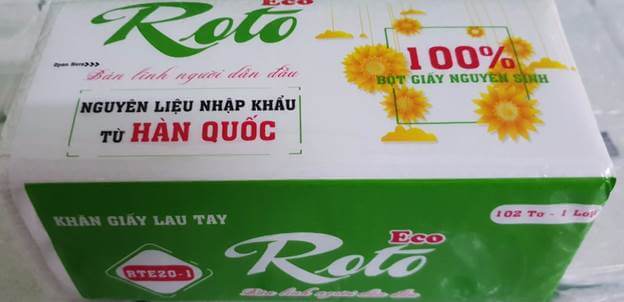 Eco
Roto
Open Here>>>
Bản lĩnh người dẫn đầu
100%
BỘT GIẤY NGUYÊN SINH
NGUYÊN LIỆU NHẬP KHẨU
TỪ HÀN QUỐC
KHĂN GIẤY LAU TAY
102 Tờ - 1 Lớp
Eco
Roto
RTE20-1
Bản lĩnh người dẫn đầu